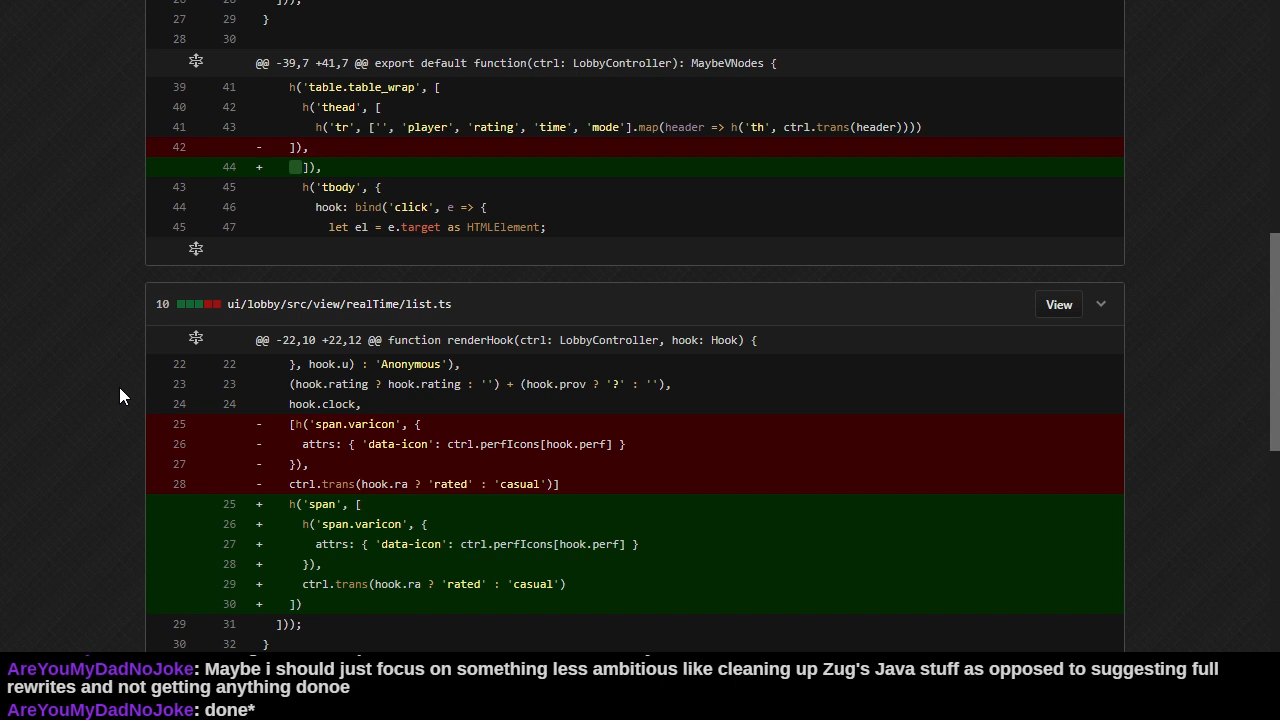 27 29 }
28 30
@@ -39,7 +41,7 @@ export default function(ctrl: LobbyController): MaybeVNodes {
39 41 h('table.table_wrap', [
40 42 h('thead', [
41 43 h('tr', ['', 'player', 'rating', 'time', 'mode'].map(header => h('th', ctrl.trans(header))))
42 - ]),
44 + ]),
43 45 h('tbody', {
44 46 hook: bind('click', e => {
45 47 let el = e.target as HTMLElement;
10 ui/lobby/src/view/realTime/list.ts View
@@ -22,10 +22,12 @@ function renderHook(ctrl: LobbyController, hook: Hook) {
22 22 }, hook.u) : 'Anonymous'),
23 23 (hook.rating ? hook.rating : '') + (hook.prov ? '?' : ''),
24 24 hook.clock,
25 - [h('span.varicon', {
26 - attrs: { 'data-icon': ctrl.perfIcons[hook.perf] }
27 - }),
28 - ctrl.trans(hook.ra ? 'rated' : 'casual')]
25 + h('span', [
26 + h('span.varicon', {
27 + attrs: { 'data-icon': ctrl.perfIcons[hook.perf] }
28 + }),
29 + ctrl.trans(hook.ra ? 'rated' : 'casual')
30 + ])
29 31 ]));
30 32 }
AreYouMyDadNoJoke: Maybe i should just focus on something less ambitious like cleaning up Zug's Java stuff as opposed to suggesting full
rewrites and not getting anything donoe
AreYouMyDadNoJoke: done*